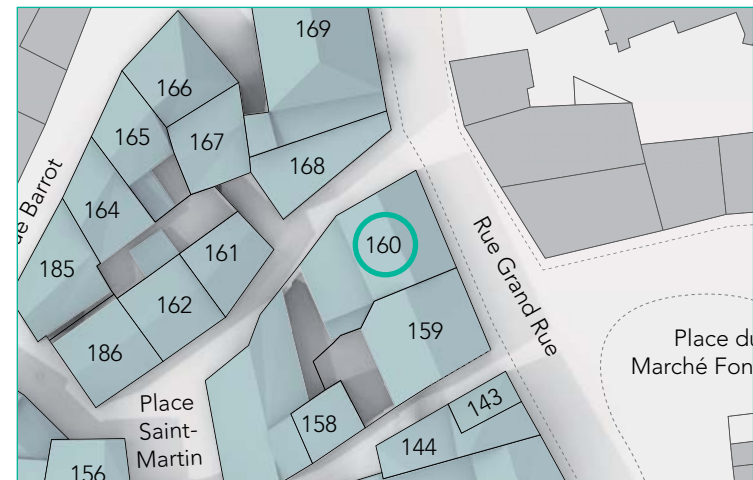 169
166
165
167
168
164
de Barrot
185
161
160
162
186
159
Rue Grand Rue
Place du
Marché Fon
158
143
144
Place
Saint-
Martin
156